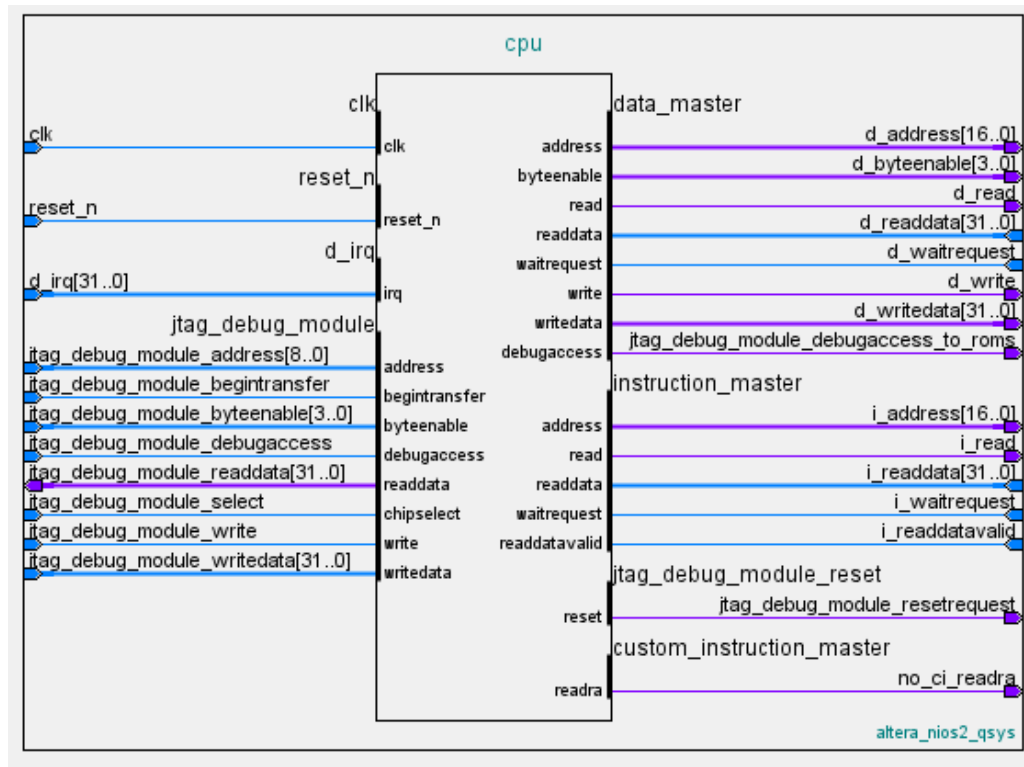 cpu
clk
clk
clk
reset_n
reset_n
reset_n
d_irq
d_irq[31..0]
irq
jtag_debug_module
jtag_debug_module_address[8..0]
address
jtag_debug_module_begintransfer
begintransfer
jtag_debug_module_byteenable[3..0]
byteenable
jtag_debug_module_debugaccess
debugaccess
jtag_debug_module_readdata[31..0]
readdata
jtag_debug_module_select
chipselect
jtag_debug_module_write
write
jtag_debug_module_writedata[31..0]
writedata
data_master
address
d_address[16..0]
byteenable
d_byteenable[3..0]
read
d_read
readdata
d_readdata[31..0]
waitrequest
d_waitrequest
write
d_write
writedata
d_writedata[31..0]
debugaccess
jtag_debug_module_debugaccess_to_roms
instruction_master
address
i_address[16..0]
read
i_read
readdata
i_readdata[31..0]
waitrequest
i_waitrequest
readdatavalid
i_readdatavalid
jtag_debug_module_reset
reset
jtag_debug_module_resetrequest
custom_instruction_master
readra
no_ci_readra
altera_nios2_qsys